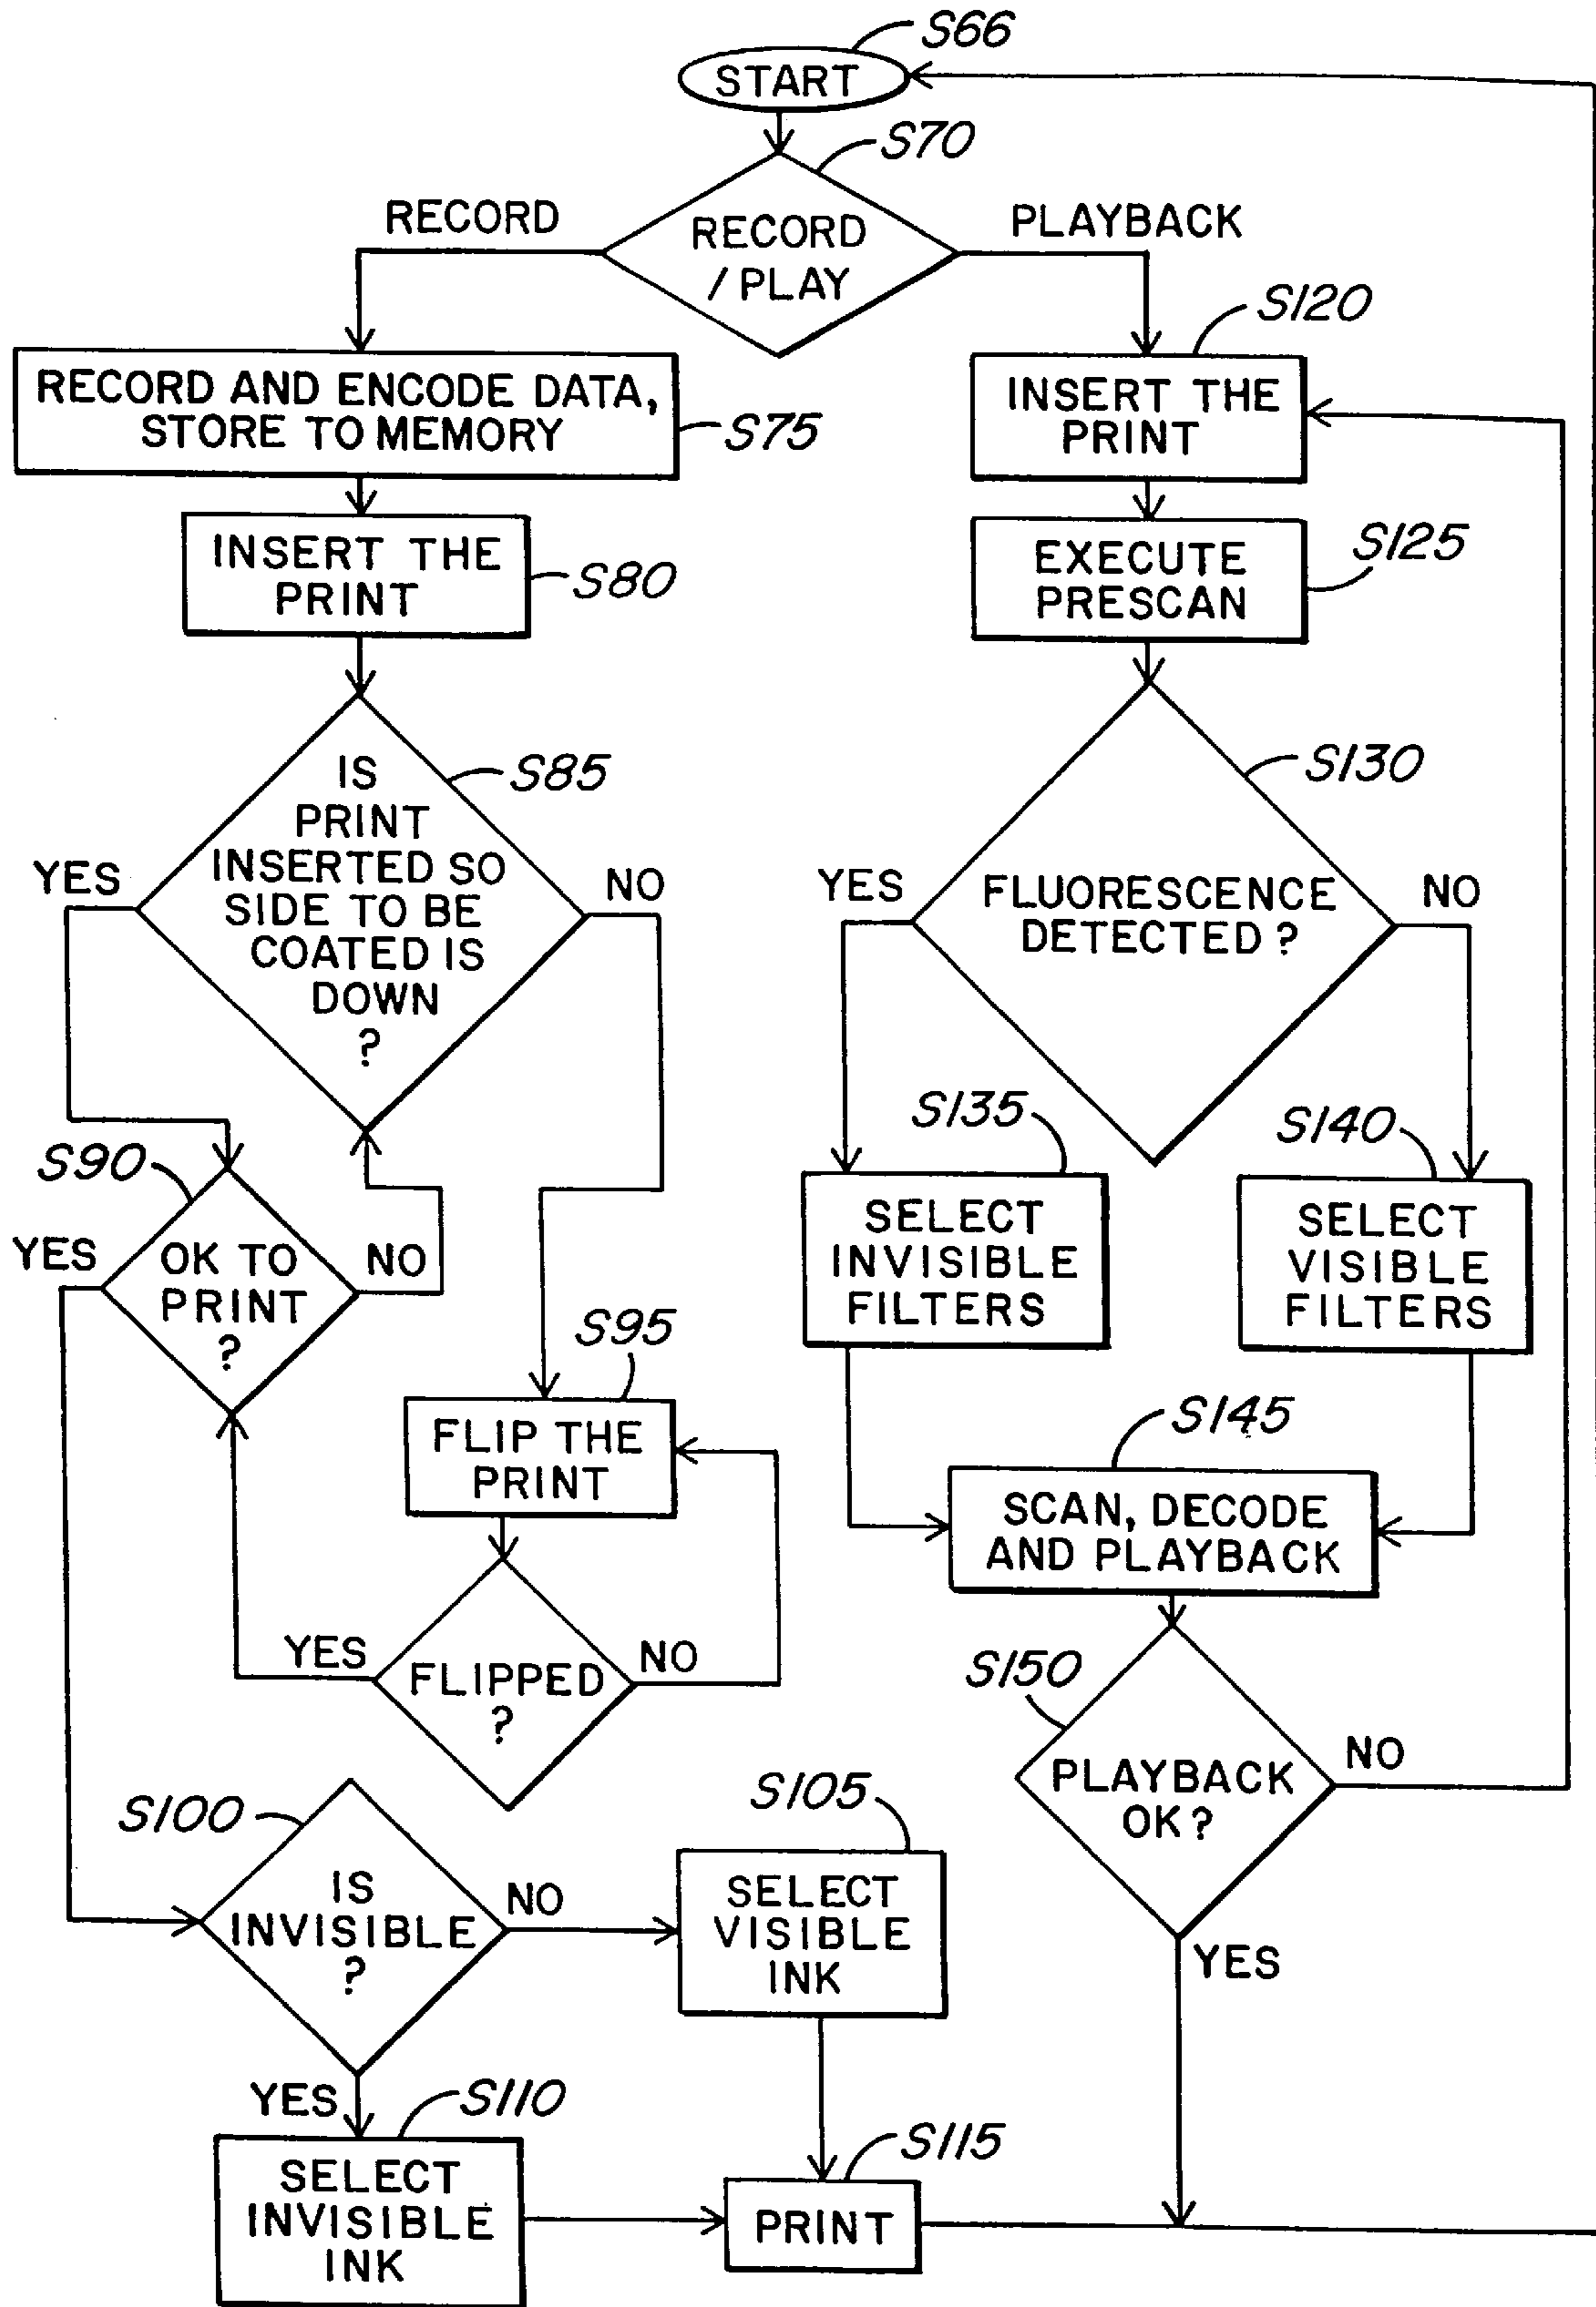 S66
START
S70
RECORD
/ PLAY
RECORD
PLAYBACK
RECORD AND ENCODE DATA,
STORE TO MEMORY
S75
INSERT THE
PRINT
S80
IS
PRINT
INSERTED SO
SIDE TO BE
COATED IS
DOWN
?
S85
YES
NO
S90
OK TO
PRINT
?
YES
NO
S95
FLIP THE
PRINT
FLIPPED
?
YES
NO
S100
IS
INVISIBLE
?
NO
YES
S105
SELECT
VISIBLE
INK
S110
SELECT
INVISIBLE
INK
S115
PRINT
S120
INSERT THE
PRINT
S125
EXECUTE
PRESCAN
S130
FLUORESCENCE
DETECTED ?
YES
NO
S135
SELECT
INVISIBLE
FILTERS
S140
SELECT
VISIBLE
FILTERS
S145
SCAN, DECODE
AND PLAYBACK
S150
PLAYBACK
OK?
NO
YES